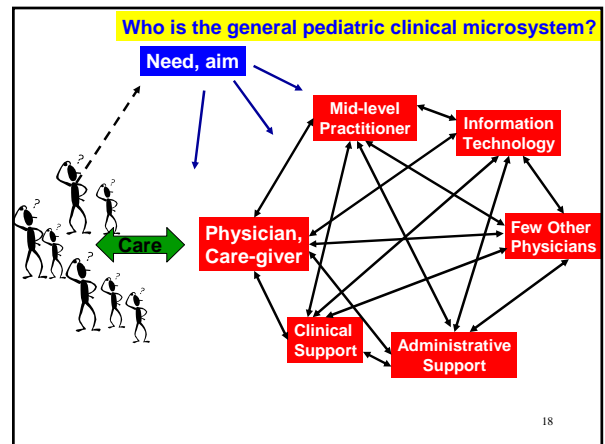 Who is the general pediatric clinical microsystem?
Need, aim
Mid-level
Practitioner
Information
Technology
?
?
?
?
?
?
?
Care
Physician,
Care-giver
Few Other
Physicians
Clinical
Support
Administrative
Support
18